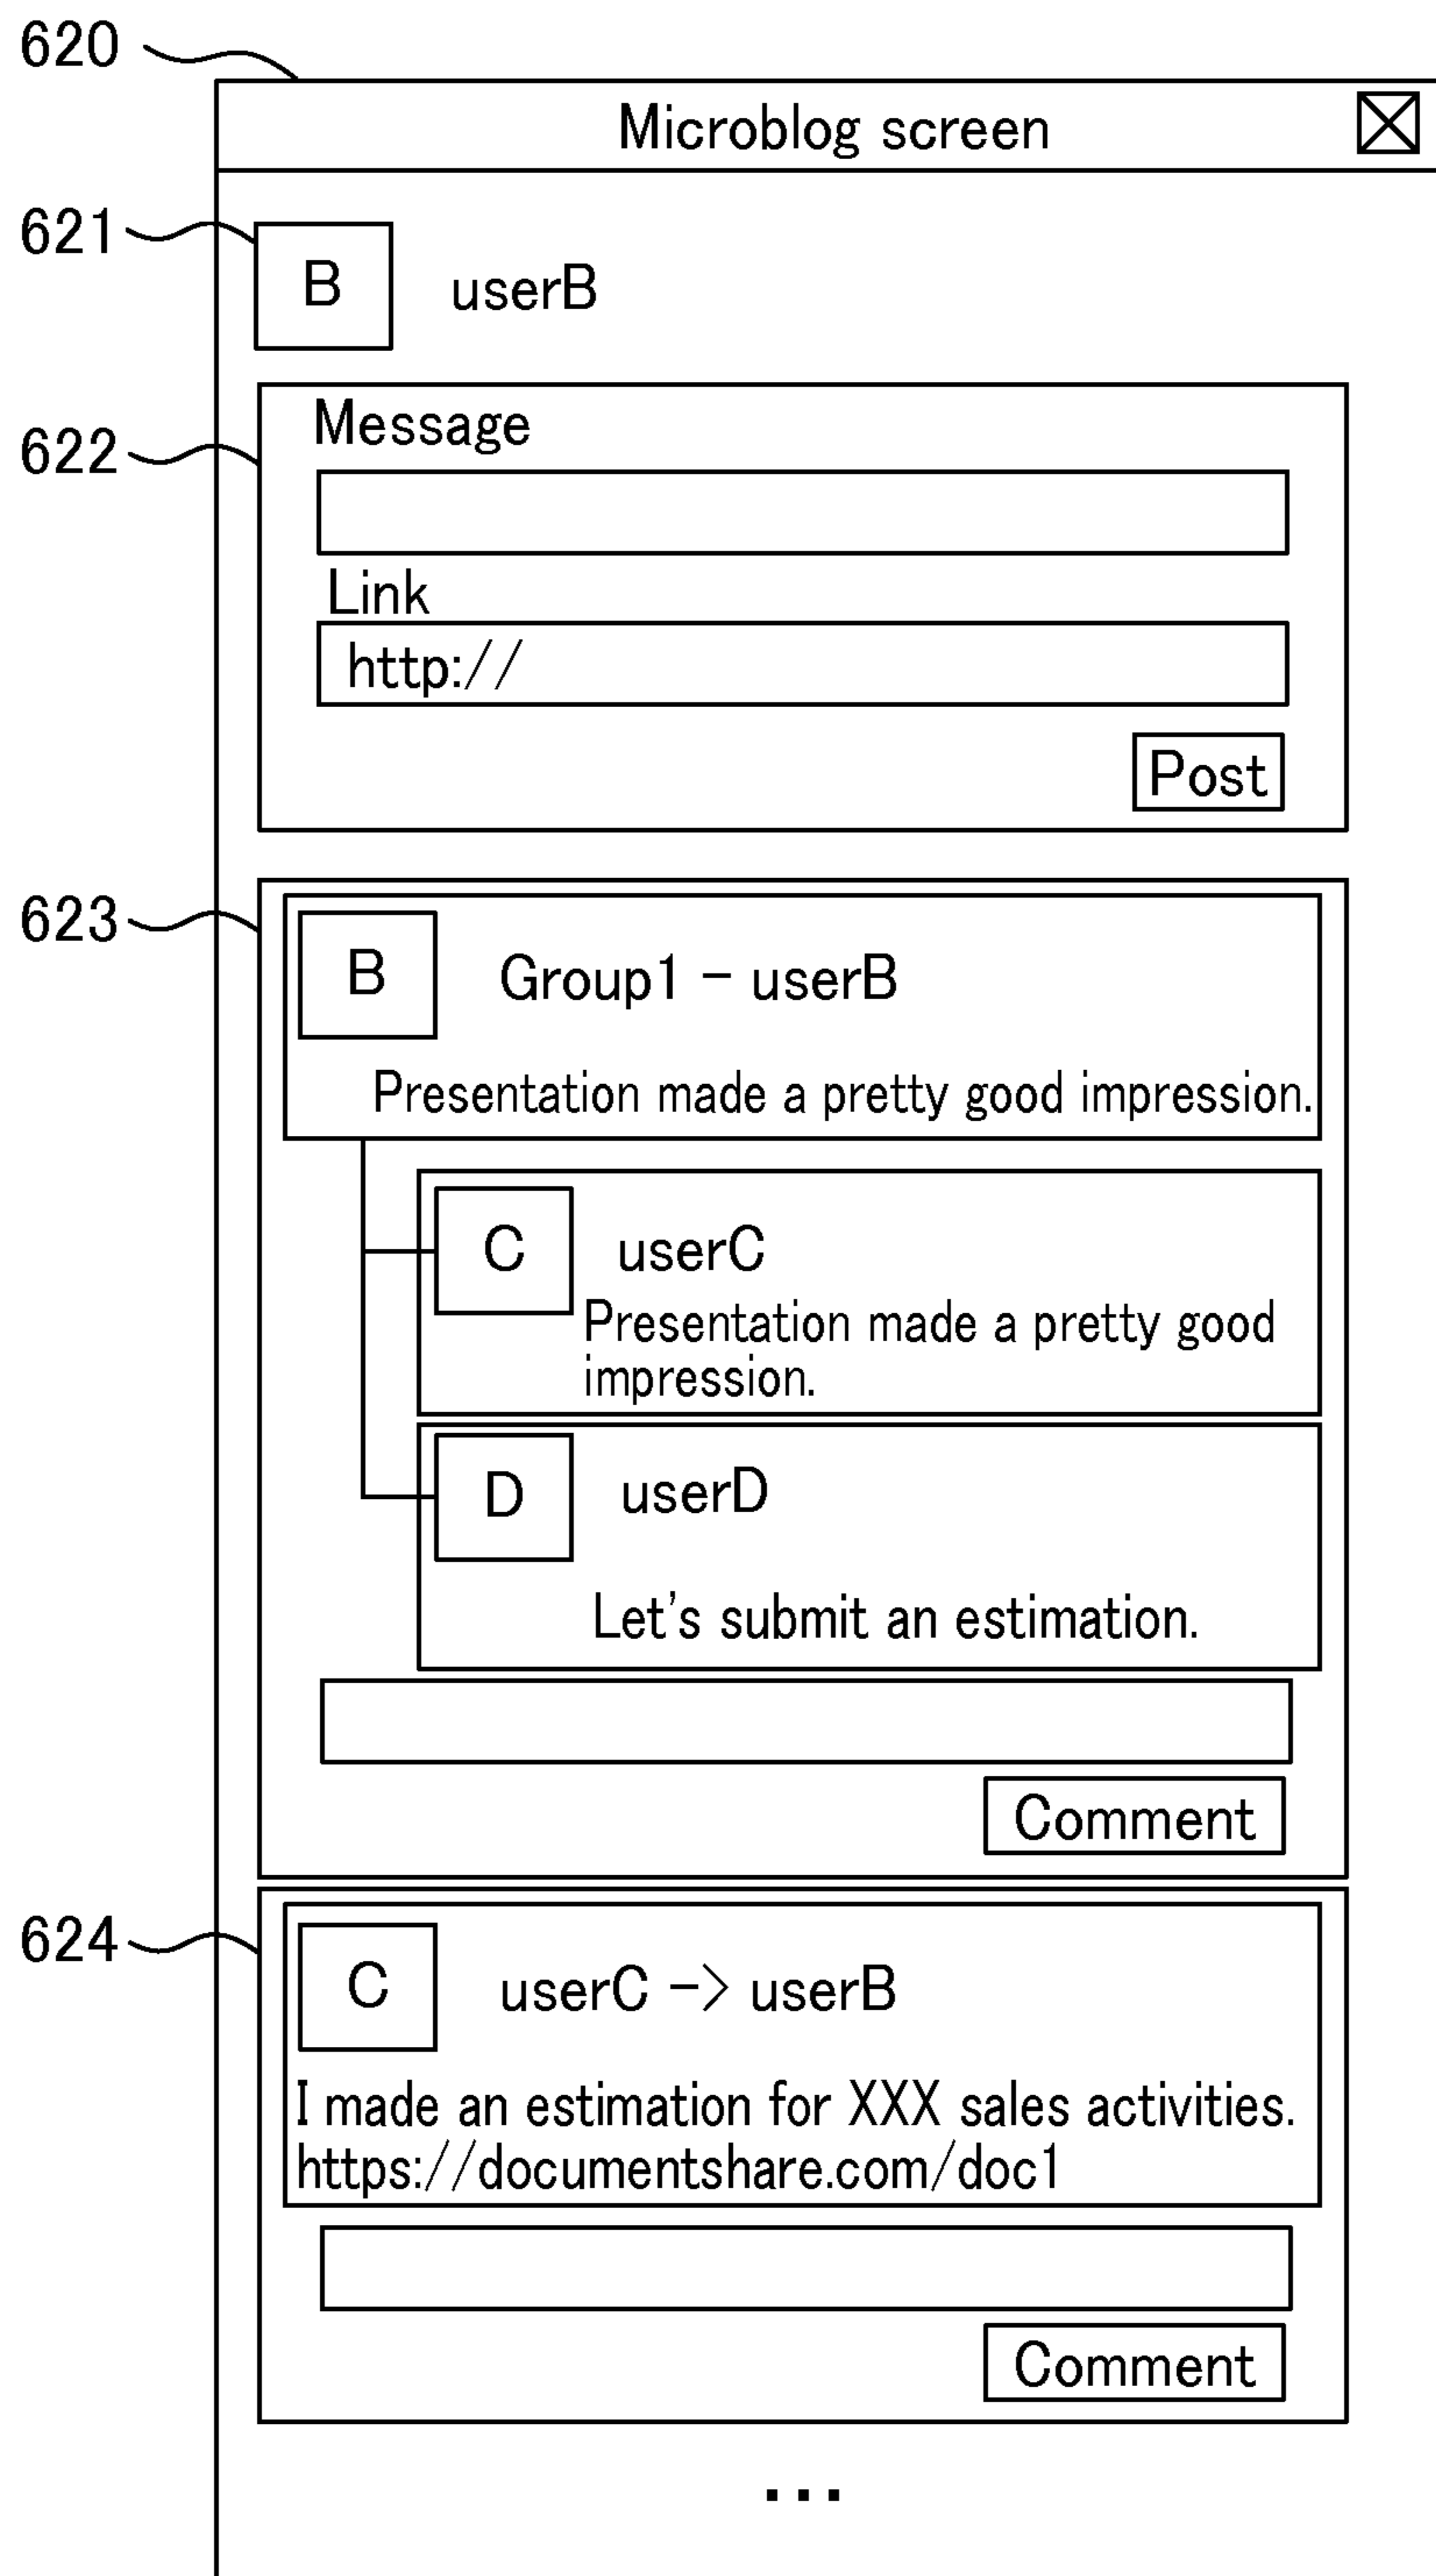 620
Microblog screen
621
B
userB
622
Message
Link
http://
Post
623
B
Group1 - userB
Presentation made a pretty good impression.
C
userC
Presentation made a pretty good
impression.
D
userD
Let's submit an estimation.
Comment
624
C
userC -> userB
I made an estimation for XXX sales activities.
https://documentshare.com/doc1
Comment
...